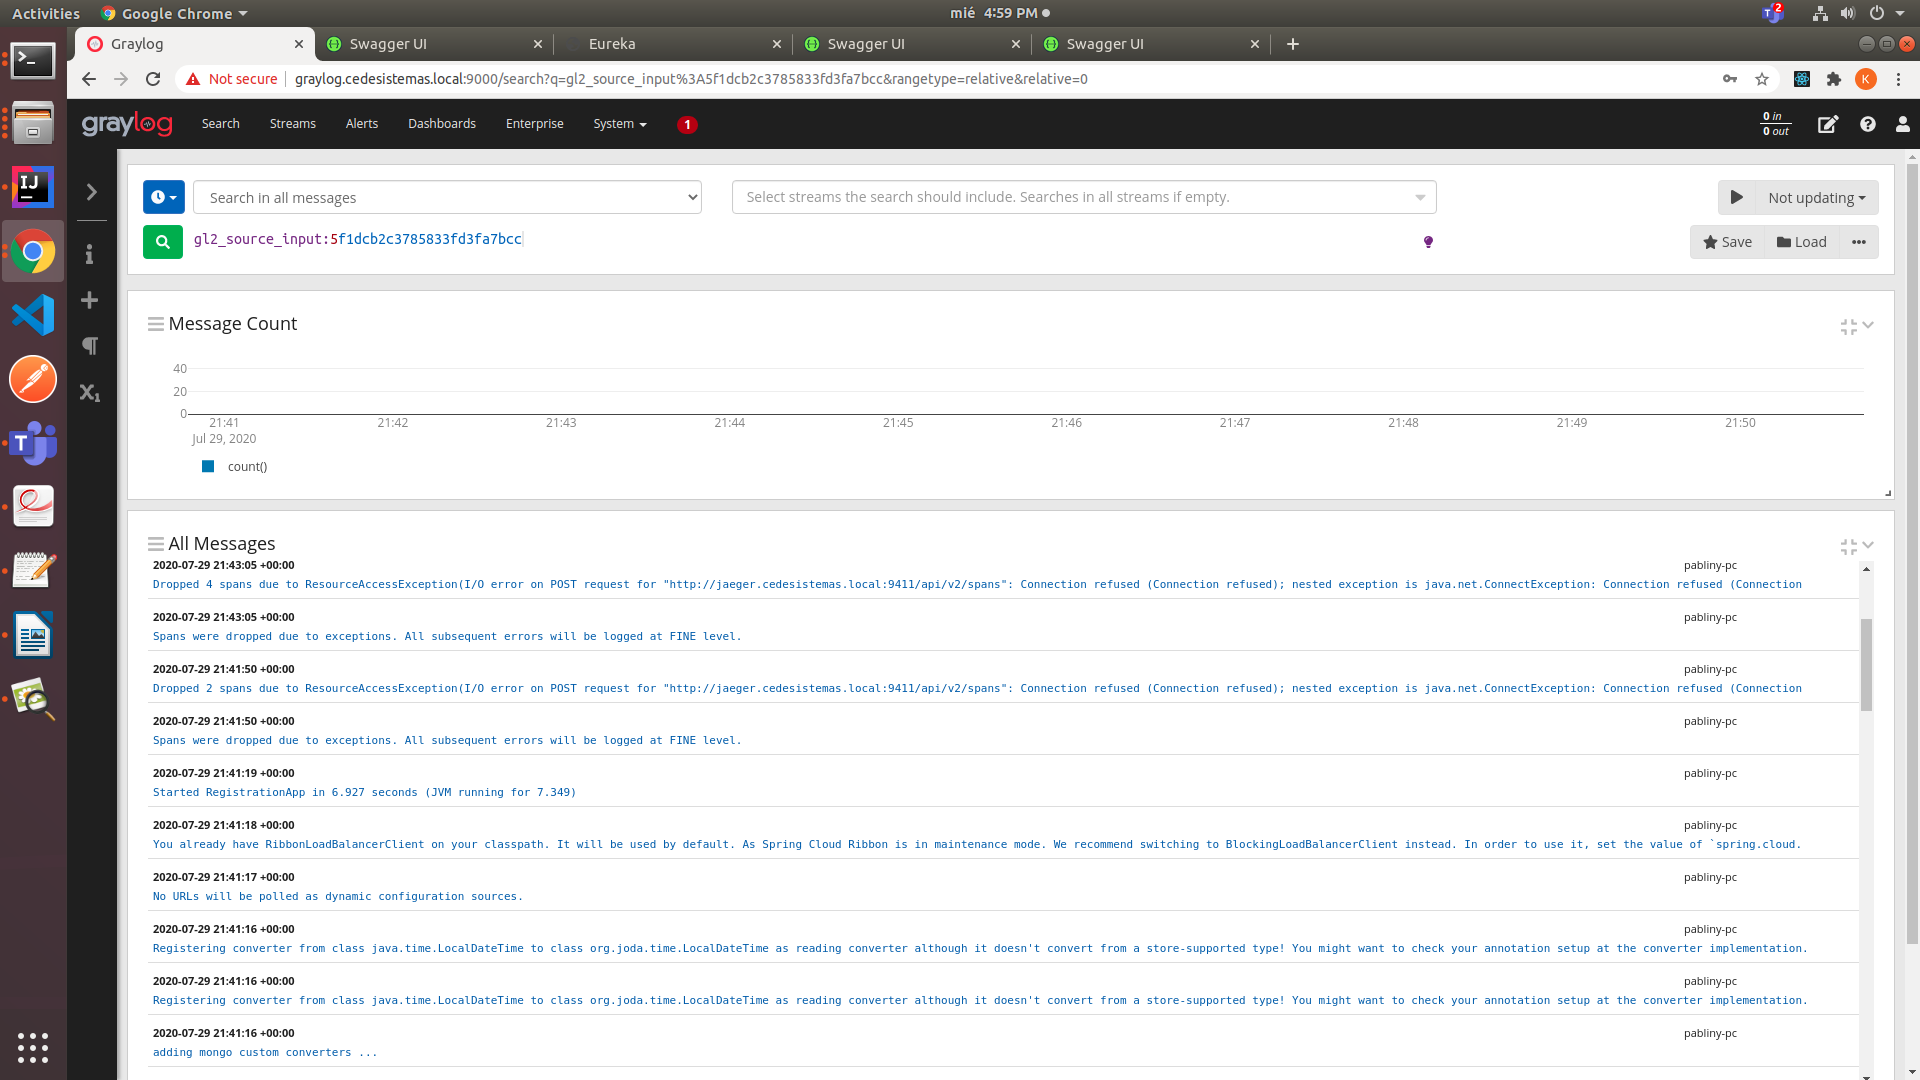 Activities
Google Chrome
mié 4:59 PM
2
Graylog
Swagger UI
Eureka
Swagger UI
Swagger UI
Not secure
graylog.cedesistemas.local:9000/search?q=gl2_source_input%3A5f1dcb2c3785833fd3fa7bcc&rangetype=relative&relative=0
K
graylog
Search
Streams
Alerts
Dashboards
Enterprise
System
1
0 in
0 out
Search in all messages
Select streams the search should include. Searches in all streams if empty.
Not updating
gl2_source_input:5f1dcb2c3785833fd3fa7bcc
Save
Load
Message Count
40
20
0
21:41
21:42
21:43
21:44
21:45
21:46
21:47
21:48
21:49
21:50
Jul 29, 2020
count()
All Messages
2020-07-29 21:43:05 +00:00 pabliny-pc
Dropped 4 spans due to ResourceAccessException(I/O error on POST request for "http://jaeger.cedesistemas.local:9411/api/v2/spans": Connection refused (Connection refused); nested exception is java.net.ConnectException: Connection refused (Connection
2020-07-29 21:43:05 +00:00 pabliny-pc
Spans were dropped due to exceptions. All subsequent errors will be logged at FINE level.
2020-07-29 21:41:50 +00:00 pabliny-pc
Dropped 2 spans due to ResourceAccessException(I/O error on POST request for "http://jaeger.cedesistemas.local:9411/api/v2/spans": Connection refused (Connection refused); nested exception is java.net.ConnectException: Connection refused (Connection
2020-07-29 21:41:50 +00:00 pabliny-pc
Spans were dropped due to exceptions. All subsequent errors will be logged at FINE level.
2020-07-29 21:41:19 +00:00 pabliny-pc
Started RegistrationApp in 6.927 seconds (JVM running for 7.349)
2020-07-29 21:41:18 +00:00 pabliny-pc
You already have RibbonLoadBalancerClient on your classpath. It will be used by default. As Spring Cloud Ribbon is in maintenance mode. We recommend switching to BlockingLoadBalancerClient instead. In order to use it, set the value of `spring.cloud.
2020-07-29 21:41:17 +00:00 pabliny-pc
No URLs will be polled as dynamic configuration sources.
2020-07-29 21:41:16 +00:00 pabliny-pc
Registering converter from class java.time.LocalDateTime to class org.joda.time.LocalDateTime as reading converter although it doesn't convert from a store-supported type! You might want to check your annotation setup at the converter implementation.
2020-07-29 21:41:16 +00:00 pabliny-pc
Registering converter from class java.time.LocalDateTime to class org.joda.time.LocalDateTime as reading converter although it doesn't convert from a store-supported type! You might want to check your annotation setup at the converter implementation.
2020-07-29 21:41:16 +00:00 pabliny-pc
adding mongo custom converters ...